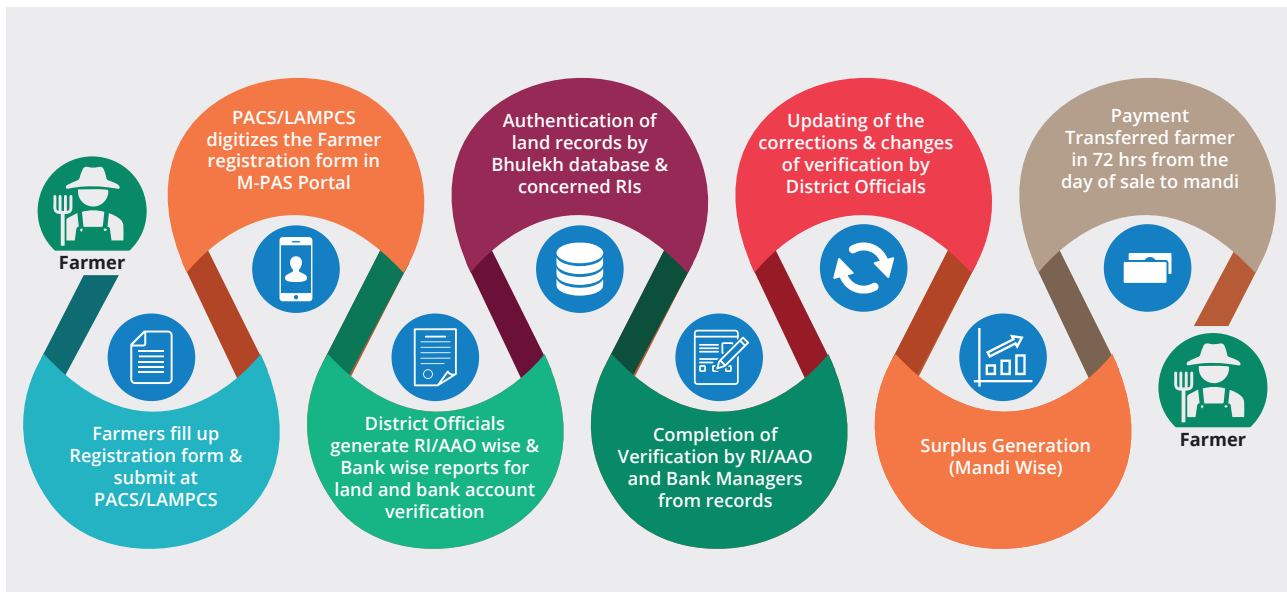 Farmer
Farmers fill up
Registration form &
submit at
PACS/LAMPCS
PACS/LAMPCS
digitizes the Farmer
registration form in
M-PAS Portal
District Officials
generate RI/AAO wise &
Bank wise reports for
land and bank account
verification
Authentication of
land records by
Bhulekh database &
concerned RIs
Completion of
Verification by RI/AAO
and Bank Managers
from records
Updating of the
corrections & changes
of verification by
District Officials
Surplus Generation
(Mandi Wise)
Payment
Transferred farmer
in 72 hrs from the
day of sale to mandi
Farmer